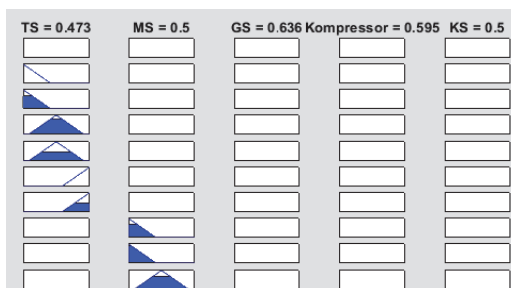 TS = 0.473 MS = 0.5 GS = 0.636 Kompressor = 0.595 KS = 0.5